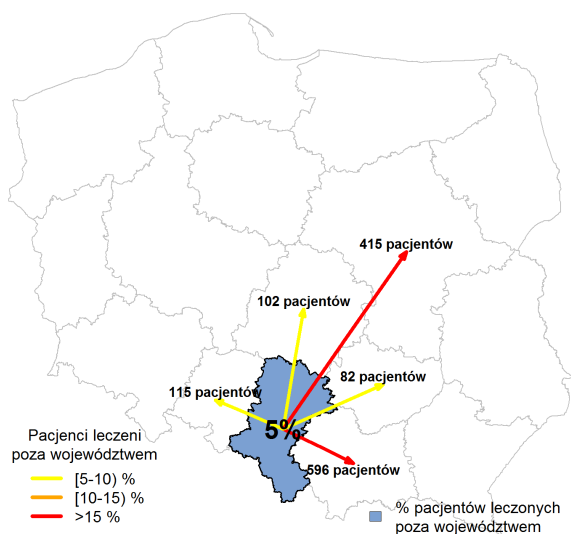 415 pacjentów
102 pacjentów
82 pacjentów
115 pacjentów
5%
596 pacjentów
Pacjenci leczeni
poza województwem
[5-10) %
[10-15) %
>15 %
% pacjentów leczonych
poza województwem